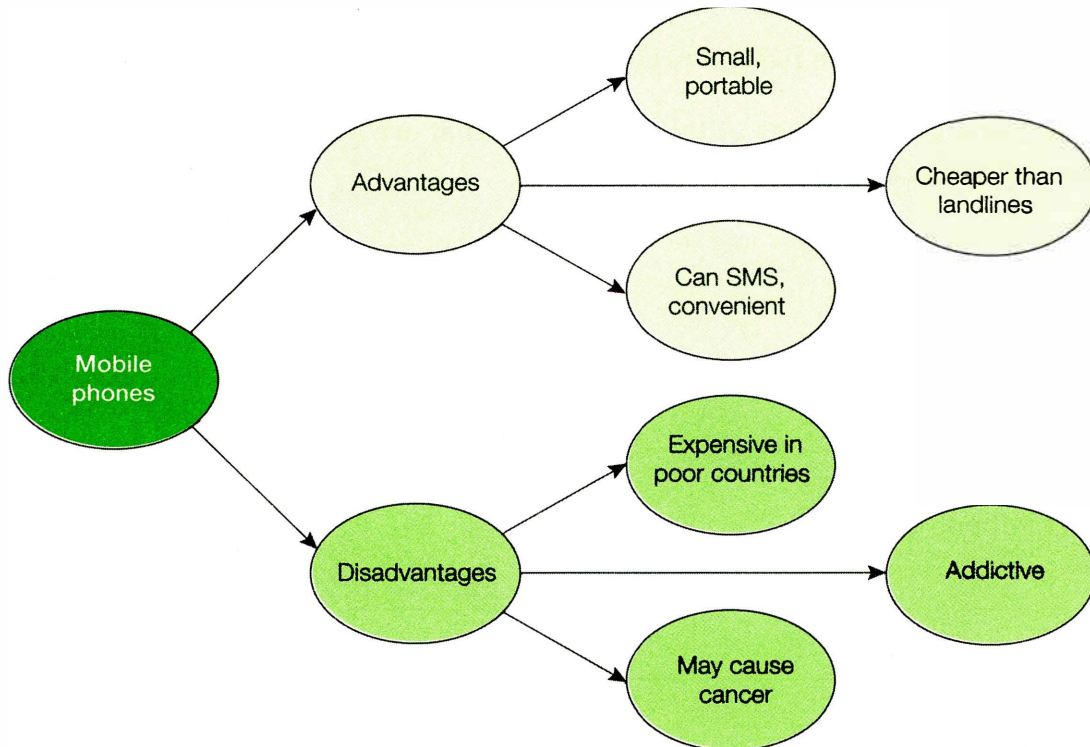 Small,
portable
Advantages
Cheaper than
landlines
Can SMS,
convenient
Mobile
phones
Expensive in
poor countries
Disadvantages
Addictive
May cause
cancer